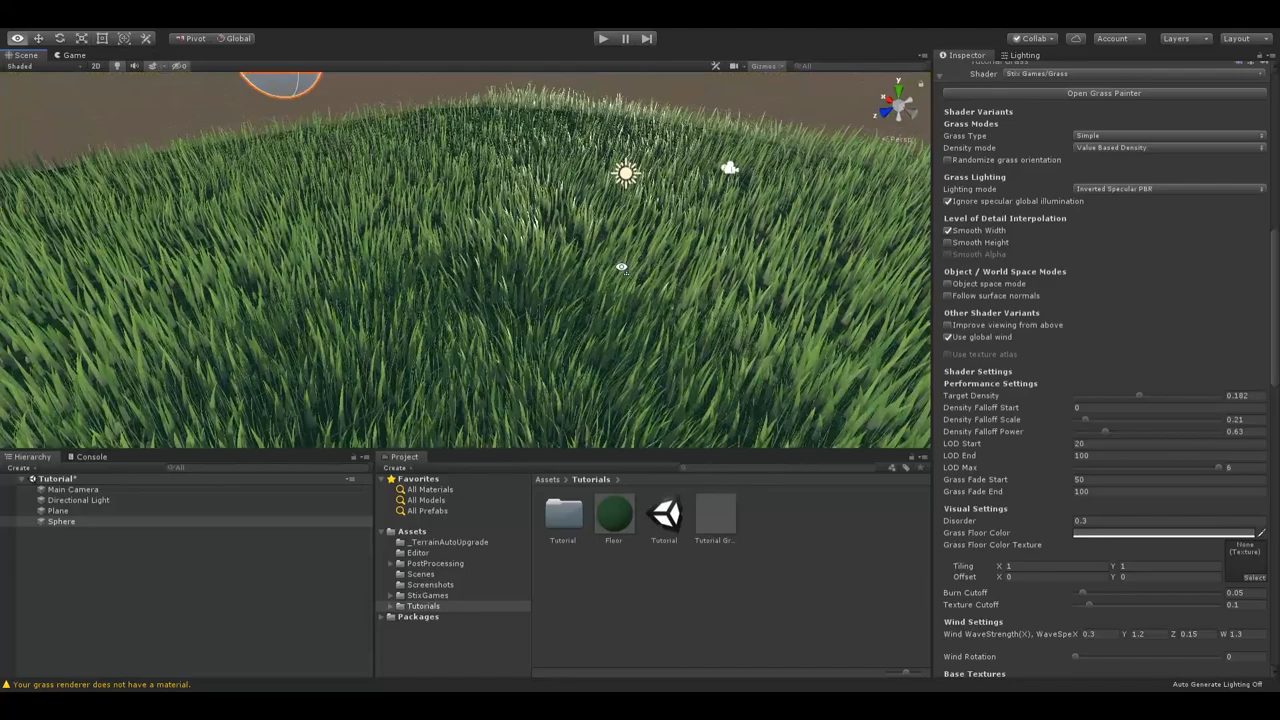 Pivot Global
Collab Account Layers Layout
Scene Game
Inspector Lighting
Shaded 2D 0 Gizmos All
Tutorial Grass
Shader Stix Games/Grass
Open Grass Painter
Shader Variants
Grass Modes
Grass Type Simple
Density mode Value Based Density
Randomize grass orientation
Grass Lighting
Lighting mode Inverted Specular PBR
Ignore specular global illumination
Level of Detail Interpolation
Smooth Width
Smooth Height
Smooth Alpha
Object / World Space Modes
Object space mode
Follow surface normals
Other Shader Variants
Improve viewing from above
Use global wind
Use texture atlas
Shader Settings
Performance Settings
Target Density 0.182
Density Falloff Start 0
Density Falloff Scale 0.21
Density Falloff Power 0.63
LOD Start 20
LOD End 100
LOD Max 6
Grass Fade Start 50
Grass Fade End 100
Visual Settings
Disorder 0.3
Grass Floor Color
Grass Floor Color Texture None (Texture)
Tiling X 1 Y 1
Offset X 0 Y 0 Select
Burn Cutoff 0.05
Texture Cutoff 0.1
Wind Settings
Wind WaveStrength(X), WaveSpe X 0.3 Y 1.2 Z 0.15 W 1.3
Wind Rotation 0
Base Textures
y
x
z
Persp
Hierarchy Console
Create All
Tutorial*
Main Camera
Directional Light
Plane
Sphere
Project
Create
Favorites
All Materials
All Models
All Prefabs
Assets
_TerrainAutoUpgrade
Editor
PostProcessing
Scenes
Screenshots
StixGames
Tutorials
Packages
Assets Tutorials
Tutorial Floor Tutorial Tutorial Gr...
Your grass renderer does not have a material.
Auto Generate Lighting Off